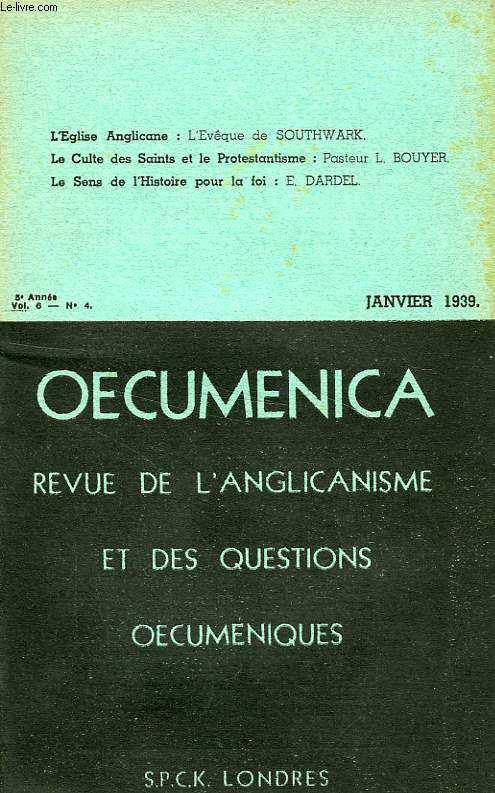 Le-livre.com
L'Eglise Anglicane : L'Evêque de SOUTHWARK.
Le Culte des Saints et le Protestantisme : Pasteur L. BOUYER.
Le Sens de l'Histoire pour la foi : E. DARDEL.
5e Année
Vol. 6 — No 4.
JANVIER 1939.
OECUMENICA
REVUE DE L'ANGLICANISME
ET DES QUESTIONS
OECUMÉNIQUES
S.P.C.K. LONDRES